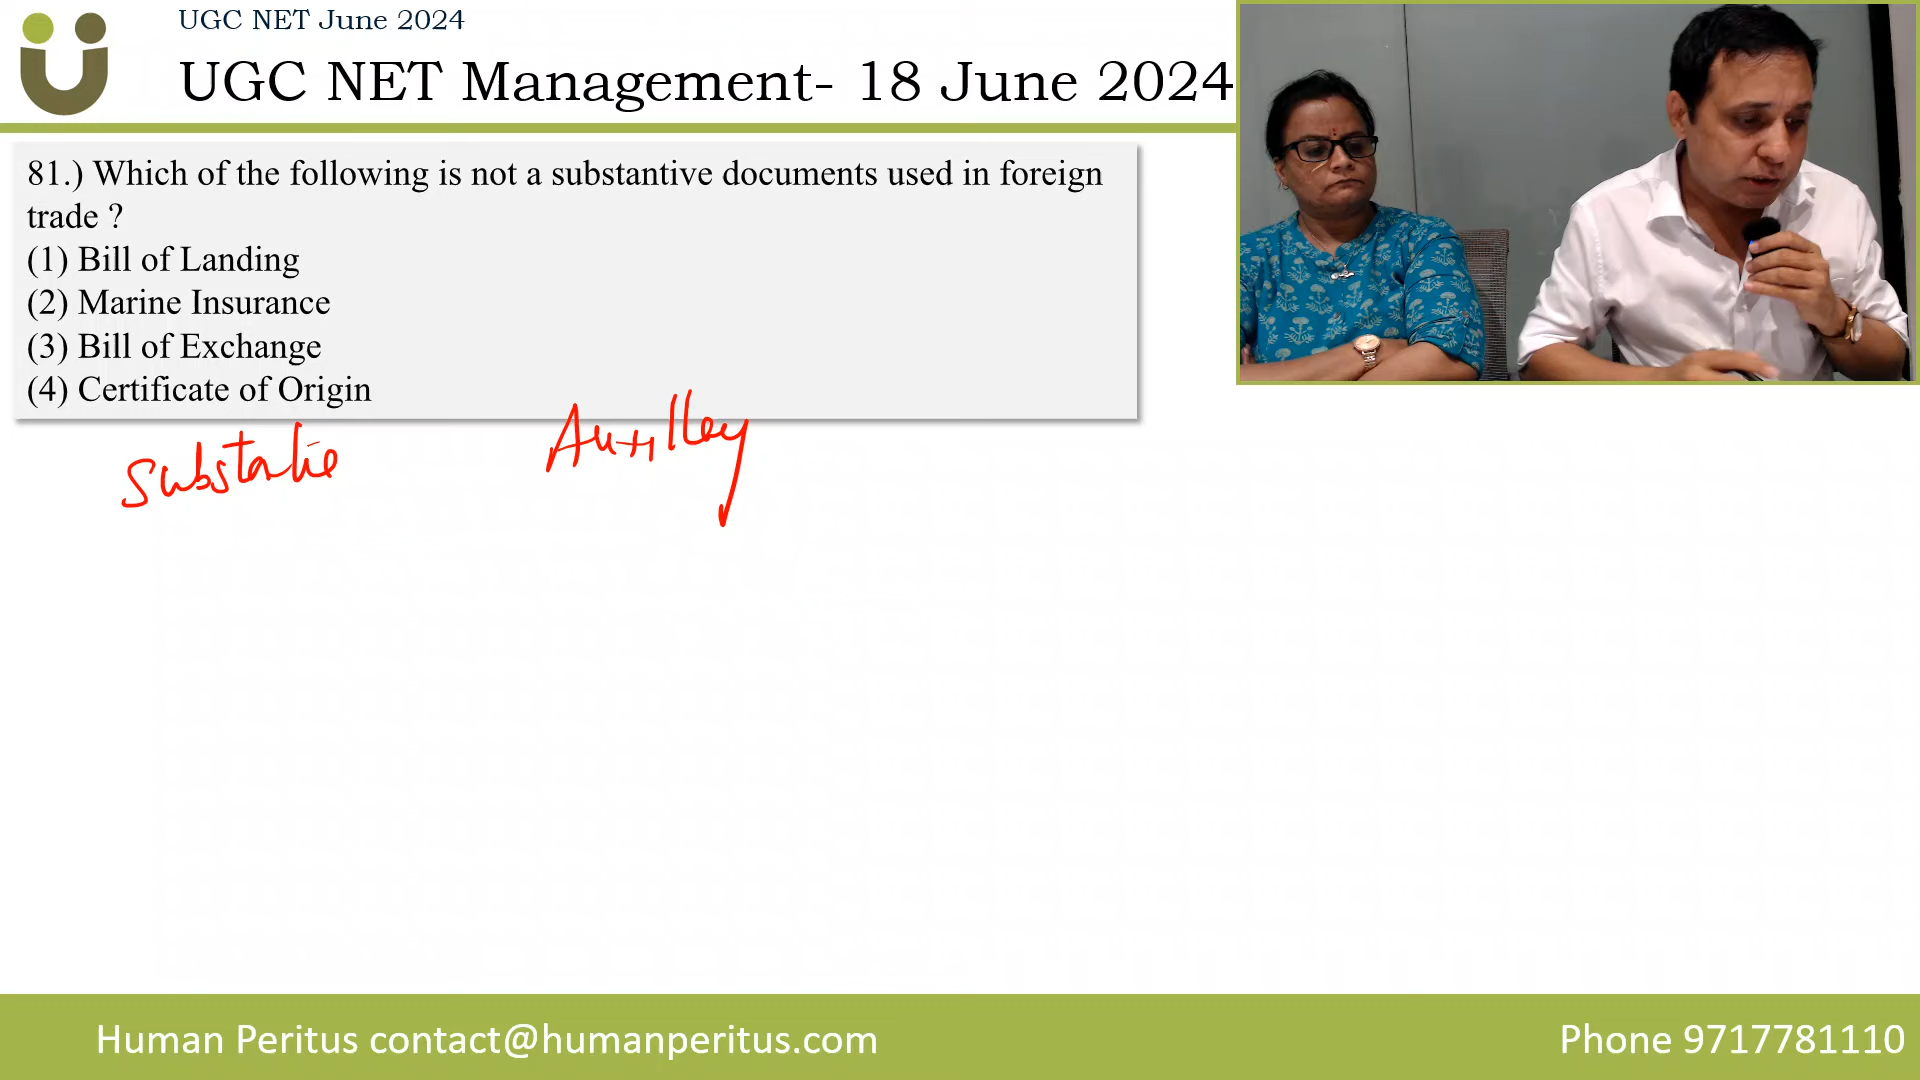 UGC NET June 2024
UGC NET Management- 18 June 2024
81.) Which of the following is not a substantive documents used in foreign
trade ?
(1) Bill of Landing
(2) Marine Insurance
(3) Bill of Exchange
(4) Certificate of Origin
Human Peritus contact@humanperitus.com
Phone 9717781110